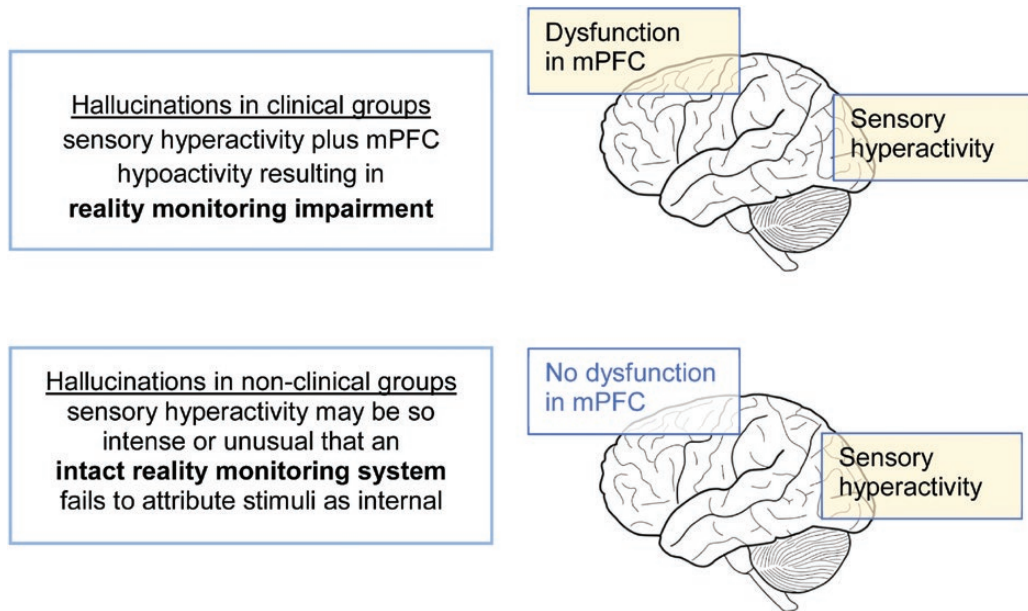 Hallucinations in clinical groups
sensory hyperactivity plus mPFC
hypoactivity resulting in
reality monitoring impairment
Dysfunction
in mPFC
Sensory
hyperactivity
Hallucinations in non-clinical groups
sensory hyperactivity may be so
intense or unusual that an
intact reality monitoring system
fails to attribute stimuli as internal
No dysfunction
in mPFC
Sensory
hyperactivity